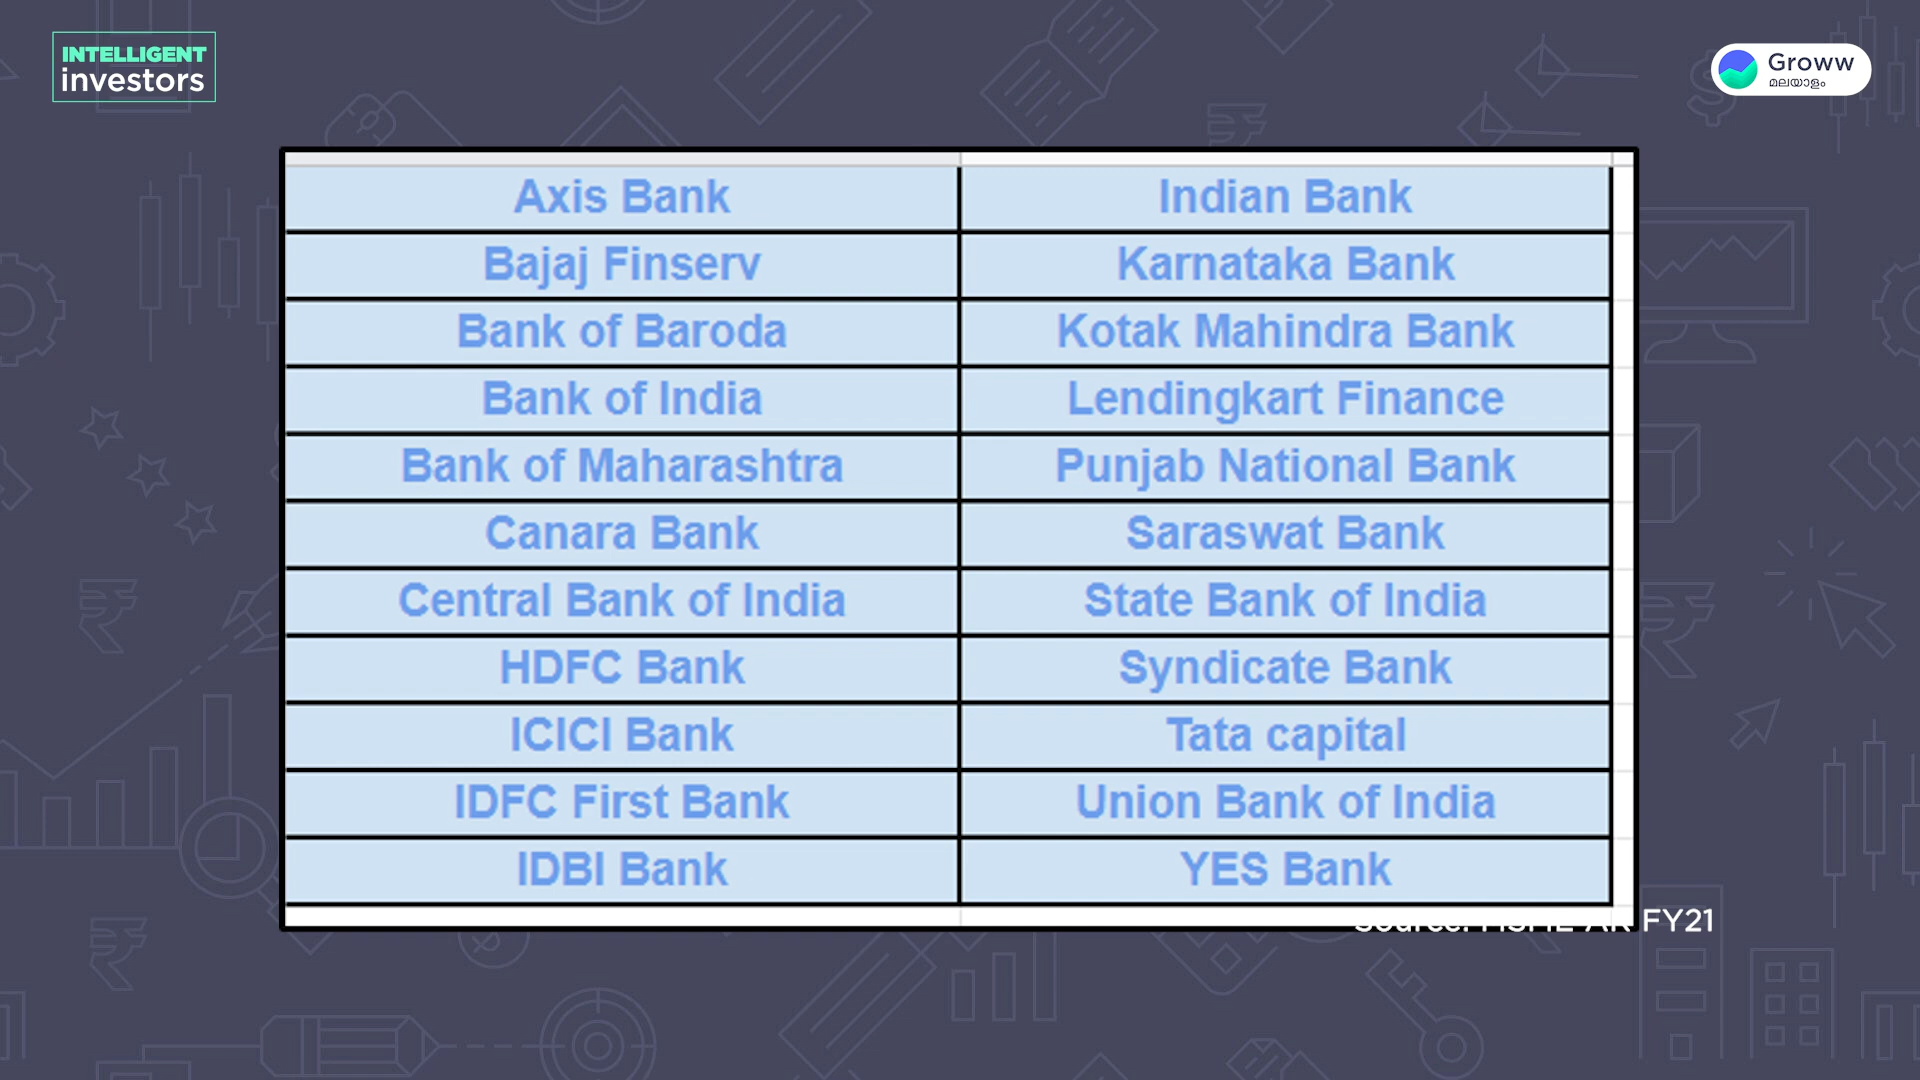 INTELLIGENT
investors
Groww
മലയാളം
Axis Bank
Indian Bank
Bajaj Finserv
Karnataka Bank
Bank of Baroda
Kotak Mahindra Bank
Bank of India
Lendingkart Finance
Bank of Maharashtra
Punjab National Bank
Canara Bank
Saraswat Bank
Central Bank of India
State Bank of India
HDFC Bank
Syndicate Bank
ICICI Bank
Tata capital
IDFC First Bank
Union Bank of India
IDBI Bank
YES Bank
Source: MSME AR FY21